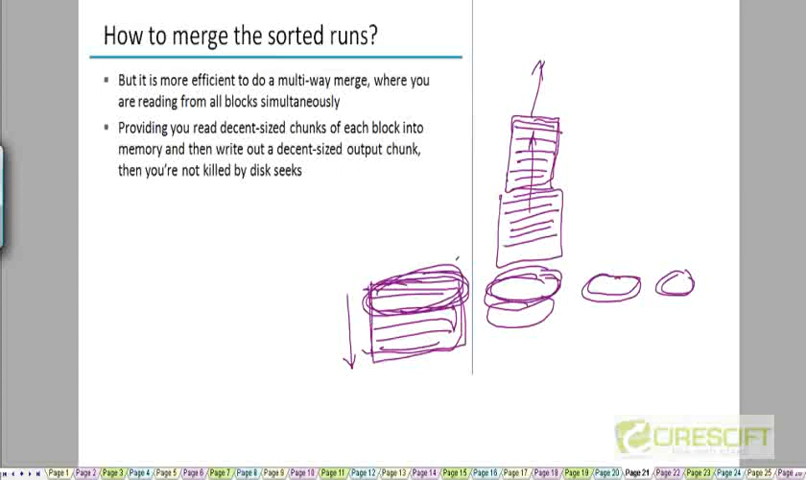 How to merge the sorted runs?
But it is more efficient to do a multi-way merge, where you
are reading from all blocks simultaneously
Providing you read decent-sized chunks of each block into
memory and then write out a decent-sized output chunk,
then you're not killed by disk seeks
Page 1 Page 2 Page 3 Page 4 Page 5 Page 6 Page 7 Page 8 Page 9 Page 10 Page 11 Page 12 Page 13 Page 14 Page 15 Page 16 Page 17 Page 18 Page 19 Page 20 Page 21 Page 22 Page 23 Page 24 Page 25